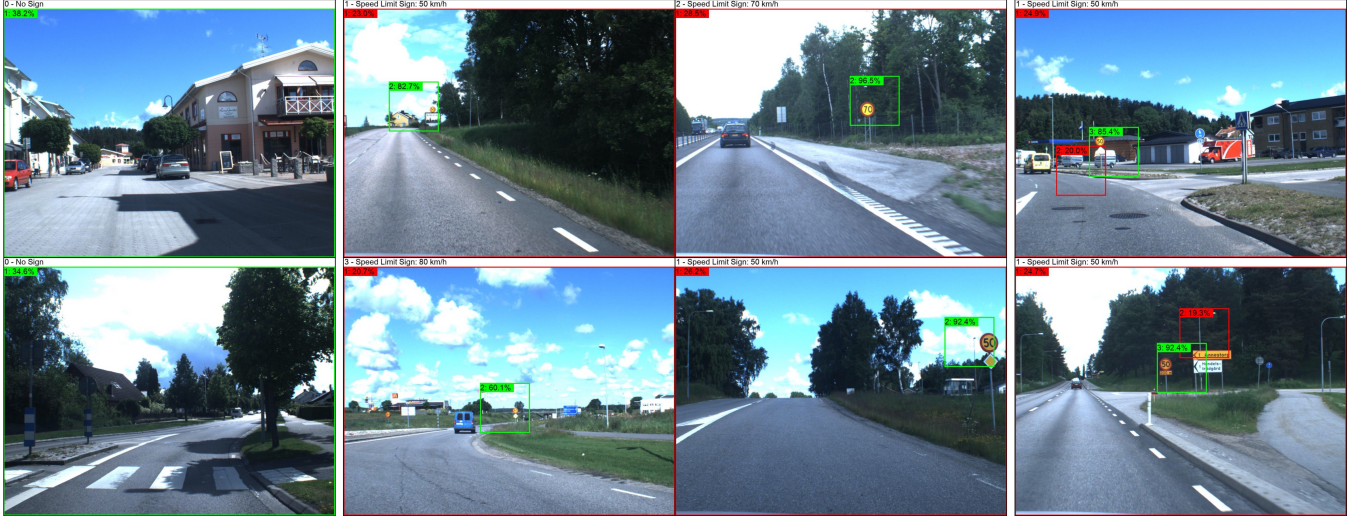 0 - No Sign
1: 38.2%
1 - Speed Limit Sign: 50 km/h
1: 23.0%
2: 82.7%
2 - Speed Limit Sign: 70 km/h
1: 28.5%
2: 96.5%
70
1 - Speed Limit Sign: 50 km/h
1: 24.9%
3: 85.4%
2: 20.0%
50
0 - No Sign
1: 34.6%
3 - Speed Limit Sign: 80 km/h
1: 20.7%
2: 60.1%
1 - Speed Limit Sign: 50 km/h
1: 26.2%
2: 92.4%
50
1 - Speed Limit Sign: 50 km/h
1: 24.7%
2: 19.3%
3: 92.4%
50